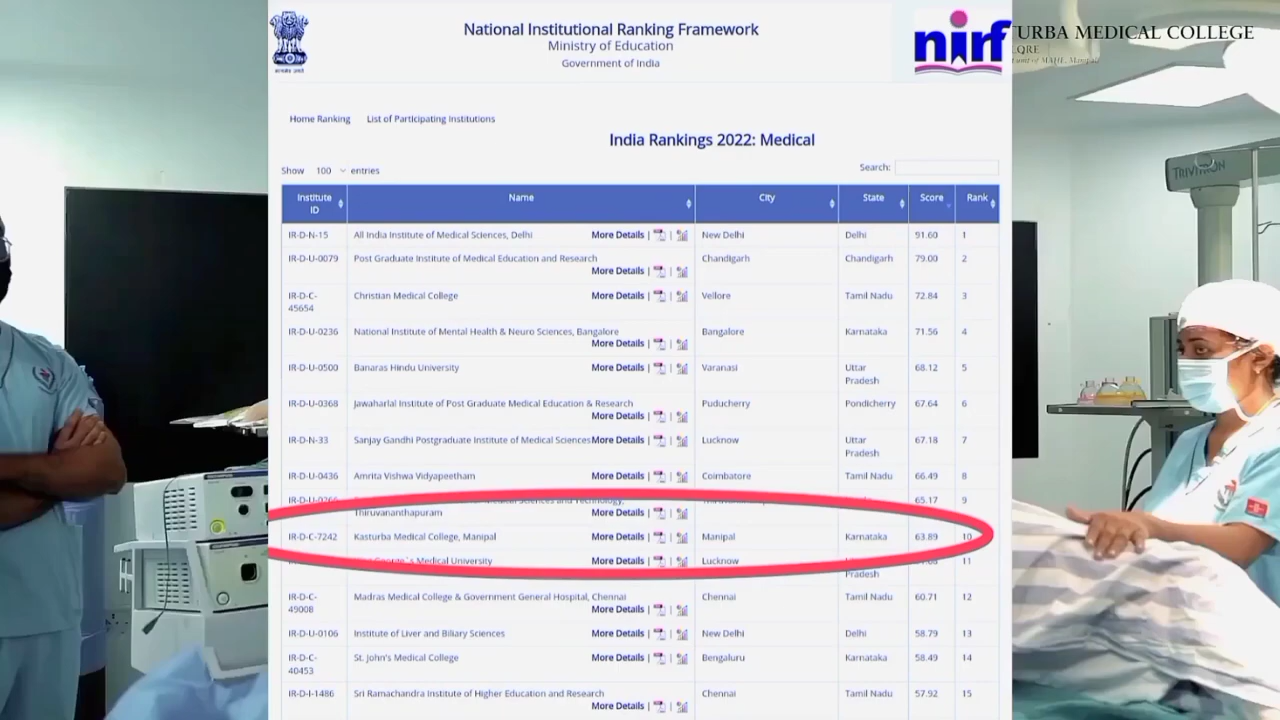 National Institutional Ranking Framework
Ministry of Education
Government of India
nirf
TURBA MEDICAL COLLEGE
TRIVITRON
Home Ranking List of Participating Institutions
India Rankings 2022: Medical
Show 100 entries
Search:
Institute ID Name City State Score Rank
IR-D-N-15 All India Institute of Medical Sciences, Delhi More Details | | New Delhi Delhi 91.60 1
IR-D-U-0079 Post Graduate Institute of Medical Education and Research Chandigarh Chandigarh 79.00 2
More Details | |
IR-D-C- Christian Medical College More Details | | Vellore Tamil Nadu 72.84 3
45654
IR-D-U-0236 National Institute of Mental Health & Neuro Sciences, Bangalore Bangalore Karnataka 71.56 4
More Details | |
IR-D-U-0500 Banaras Hindu University More Details | | Varanasi Uttar 68.12 5
Pradesh
IR-D-U-0368 Jawaharlal Institute of Post Graduate Medical Education & Research Puducherry Pondicherry 67.64 6
More Details | |
IR-D-N-33 Sanjay Gandhi Postgraduate Institute of Medical Sciences More Details | | Lucknow Uttar 67.18 7
Pradesh
IR-D-U-0436 Amrita Vishwa Vidyapeetham More Details | | Coimbatore Tamil Nadu 66.49 8
65.17 9
Thiruvananthapuram More Details | |
IR-D-C-7242 Kasturba Medical College, Manipal More Details | | Manipal Karnataka 63.89 10
Medical University More Details | | Lucknow 11
Pradesh
IR-D-C- Madras Medical College & Government General Hospital, Chennai Chennai Tamil Nadu 60.71 12
49008 More Details | |
IR-D-U-0106 Institute of Liver and Biliary Sciences More Details | | New Delhi Delhi 58.79 13
IR-D-C- St. John's Medical College More Details | | Bengaluru Karnataka 58.49 14
40453
IR-D-I-1486 Sri Ramachandra Institute of Higher Education and Research Chennai Tamil Nadu 57.92 15
More Details | |